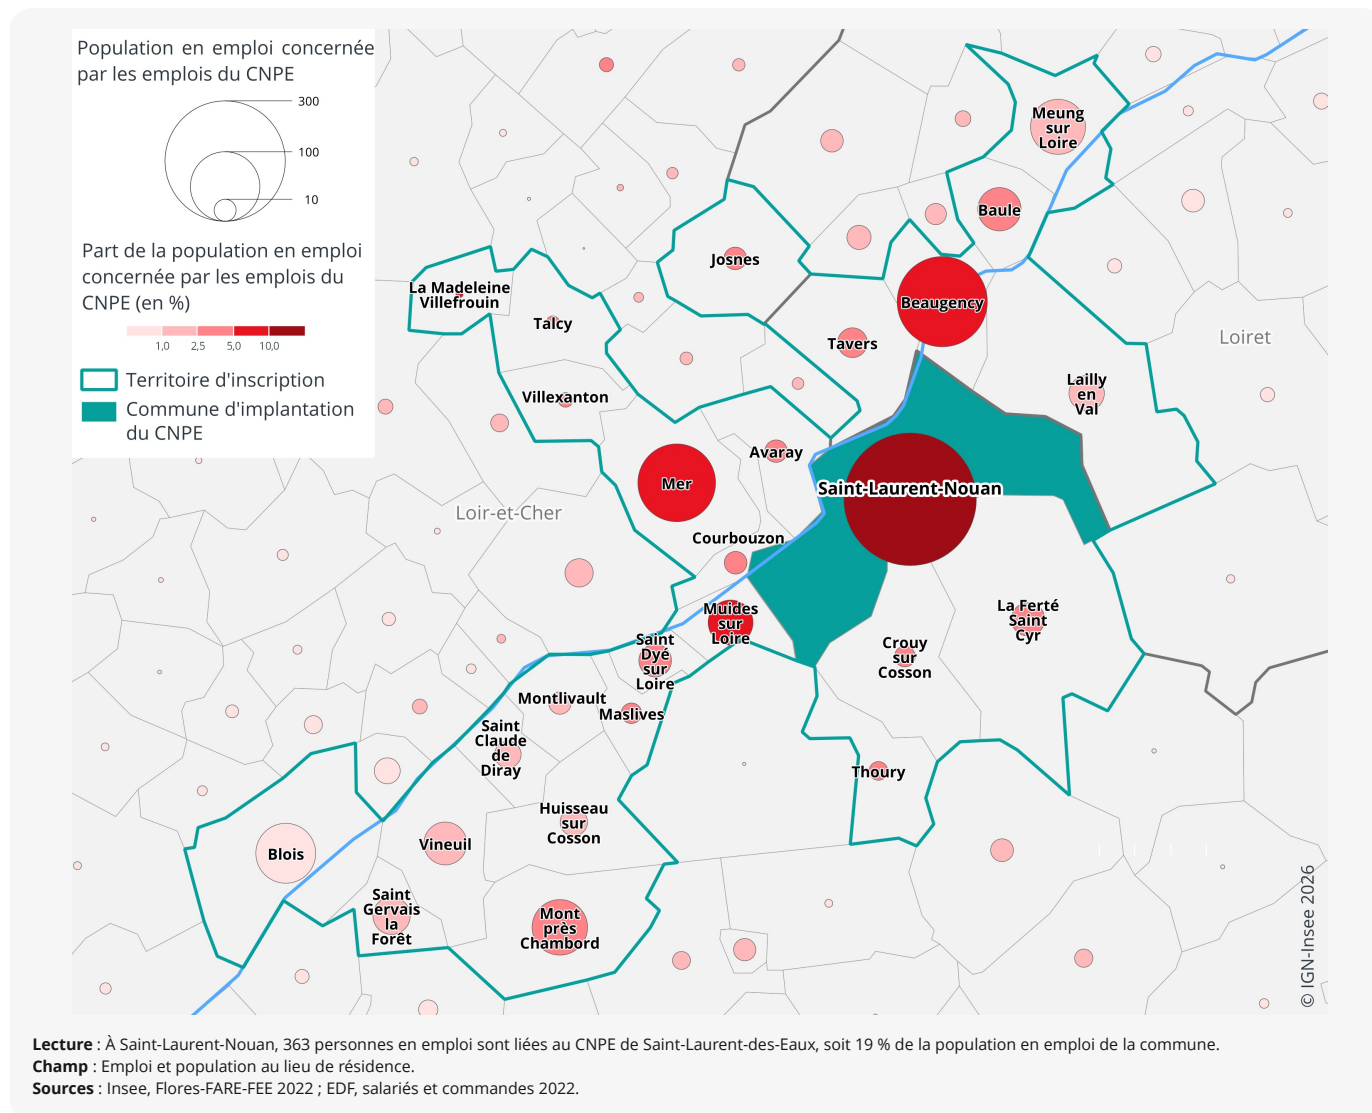 Population en emploi concernée
par les emplois du CNPE
300
100
10
Part de la population en emploi
concernée par les emplois du
CNPE (en %)
1,0
2,5
5,0
10,0
Territoire d'inscription
Commune d'implantation
du CNPE
Meung
sur
Loire
Baule
Josnes
La Madeleine
Villefrouin
Talcy
Beaugency
Tavers
Loiret
Villexanton
Lailly
en
Val
Avaray
Mer
Saint-Laurent-Nouan
Loir-et-Cher
Courbouzon
Muides
sur
Loire
La Ferté
Saint
Cyr
Saint
Dyé
sur
Loire
Crouy
sur
Cosson
Montlivault
Maslives
Saint
Claude
de
Diray
Thoury
Huisseau
sur
Cosson
Vineuil
Blois
Saint
Gervais
la
Forêt
Mont
près
Chambord
© IGN-Insee 2026
Lecture : À Saint-Laurent-Nouan, 363 personnes en emploi sont liées au CNPE de Saint-Laurent-des-Eaux, soit 19 % de la population en emploi de la commune.
Champ : Emploi et population au lieu de résidence.
Sources : Insee, Flores-FARE-FEE 2022 ; EDF, salariés et commandes 2022.